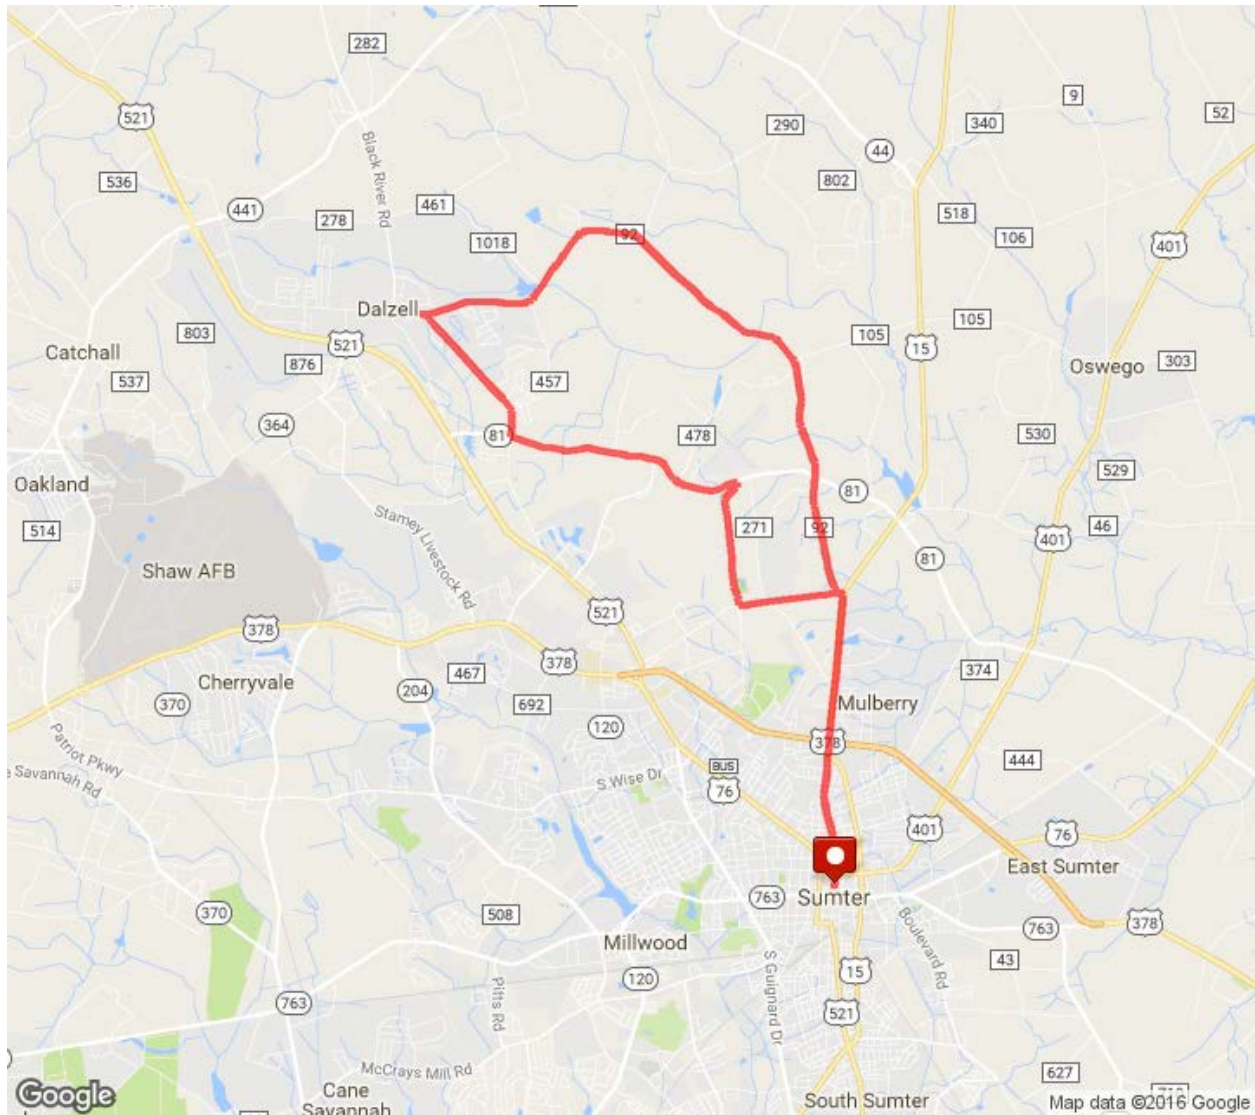 282
9
52
521
290
340
44
Black River Rd
536
802
441
278
461
518
1018
92
106
401
Dalzell
803
521
105
105
15
Catchall
876
Oswego
303
537
457
364
81
478
530
529
Oakland
81
514
Stamey Livestock Rd
271
92
46
401
Shaw AFB
81
521
378
378
467
374
Cherryvale
204
370
692
Mulberry
120
378
Patriot Pkwy
444
BUS
76
Savannah Rd
S Wise Dr
401
76
East Sumter
763
Sumter
370
508
Boulevard Rd
378
763
Millwood
43
S Guignard Dr
120
15
763
Pitts Rd
521
McCrays Mill Rd
627
Google
Cane
Savannah
South Sumter
Map data ©2016 Google